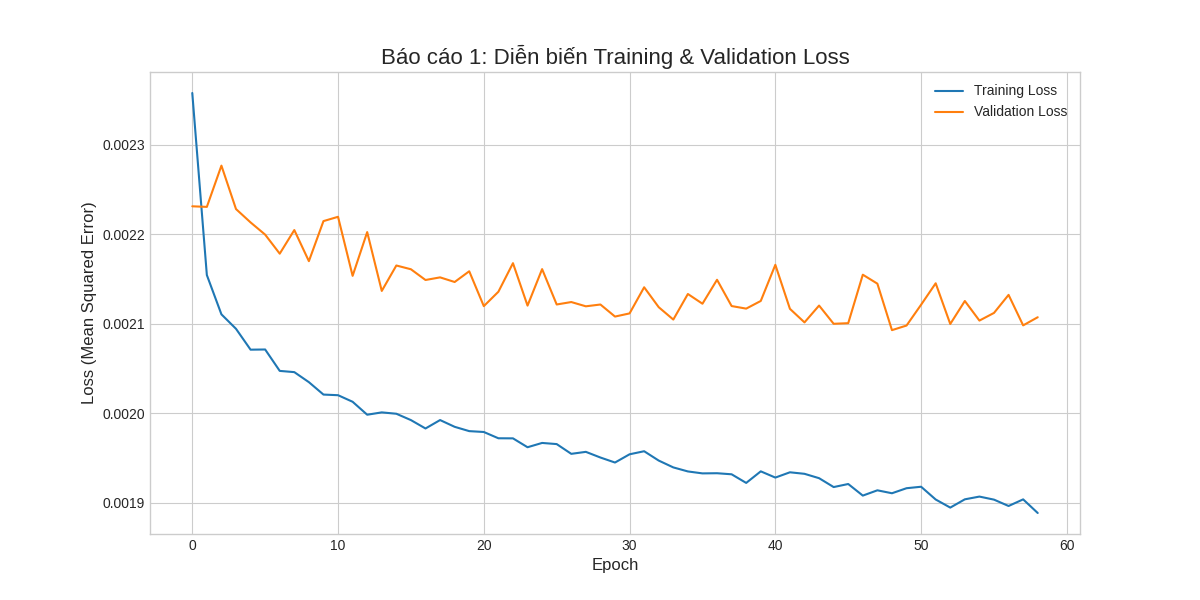 Báo cáo 1: Diễn biến Training & Validation Loss
Training Loss
Validation Loss
Loss (Mean Squared Error)
0.0023
0.0022
0.0021
0.0020
0.0019
0 10 20 30 40 50 60
Epoch